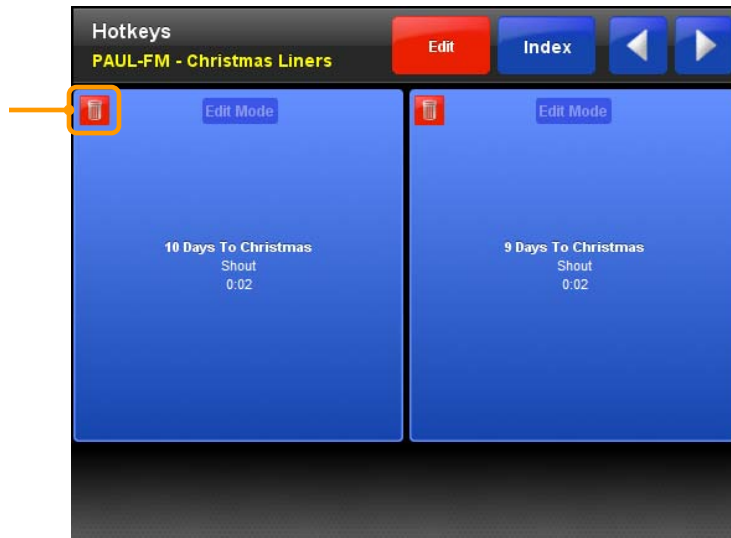 Hotkeys
PAUL-FM - Christmas Liners
Edit
Index
Edit Mode
10 Days To Christmas
Shout
0:02
Edit Mode
9 Days To Christmas
Shout
0:02